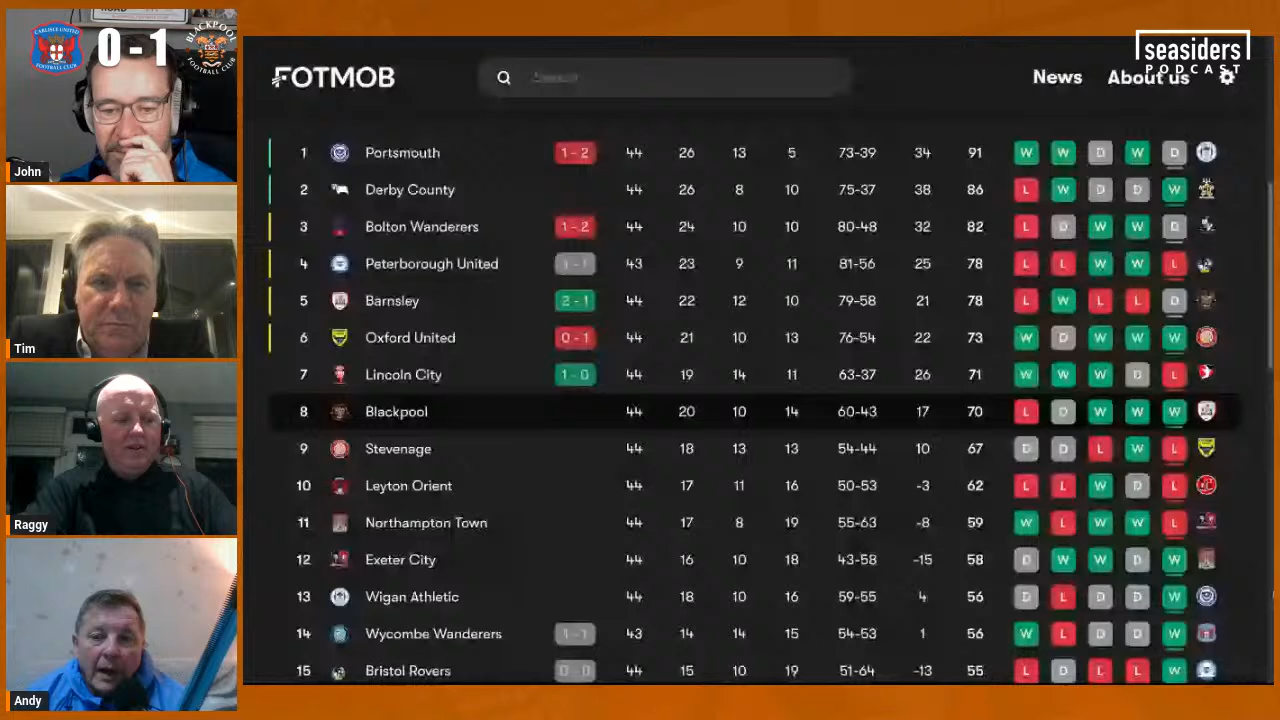 CARLISLE UNITED
FOOTBALL CLUB
0 - 1
BLACKPOOL
FOOTBALL CLUB
John
Tim
Raggy
Andy
seasiders
PODCAST
FOTMOB
Search
News
About us
1 Portsmouth 1 - 2 44 26 13 5 73-39 34 91 W W D W D
2 Derby County 44 26 8 10 75-37 38 86 L W D D W
3 Bolton Wanderers 1 - 2 44 24 10 10 80-48 32 82 L D W W D
4 Peterborough United 1 - 1 43 23 9 11 81-56 25 78 L L W W L
5 Barnsley 2 - 1 44 22 12 10 79-58 21 78 L W L L D
6 Oxford United 0 - 1 44 21 10 13 76-54 22 73 W D W W W
7 Lincoln City 1 - 0 44 19 14 11 63-37 26 71 W W W D L
8 Blackpool 44 20 10 14 60-43 17 70 L D W W W
9 Stevenage 44 18 13 13 54-44 10 67 D D L W L
10 Leyton Orient 44 17 11 16 50-53 -3 62 L L W D L
11 Northampton Town 44 17 8 19 55-63 -8 59 W L W W L
12 Exeter City 44 16 10 18 43-58 -15 58 D W W D W
13 Wigan Athletic 44 18 10 16 59-55 4 56 D L D D W
14 Wycombe Wanderers 1 - 1 43 14 14 15 54-53 1 56 W L D D W
15 Bristol Rovers 0 - 0 44 15 10 19 51-64 -13 55 L D L L W